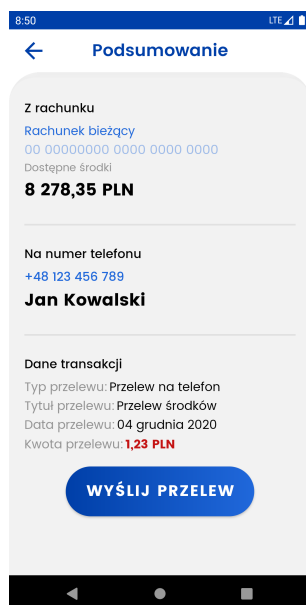 8:50 LTE
Podsumowanie
Z rachunku
Rachunek bieżący
00 00000000 0000 0000 0000
Dostępne środki
8 278,35 PLN
Na numer telefonu
+48 123 456 789
Jan Kowalski
Dane transakcji
Typ przelewu: Przelew na telefon
Tytuł przelewu: Przelew środków
Data przelewu: 04 grudnia 2020
Kwota przelewu: 1,23 PLN
WYŚLIJ PRZELEW